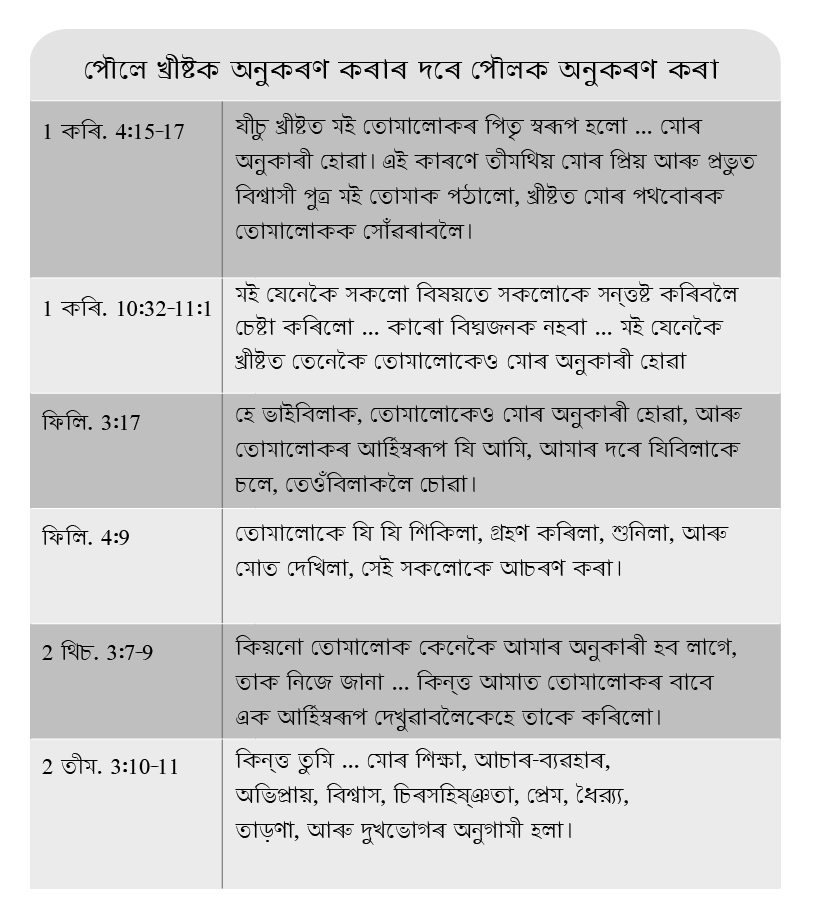 পৌলে খ্ৰীষ্টক অনুকৰণ কৰাৰ দৰে পৌলক অনুকৰণ কৰা
1 কৰি. 4:15-17
যীচু খ্ৰীষ্টত মই তোমালোকৰ পিতৃ স্বৰূপ হলো ... মোৰ
অনুকাৰী হোৱা। এই কাৰণে তীমথিয় মোৰ প্ৰিয় আৰু প্ৰভুত
বিশ্বাসী পুত্ৰ মই তোমাক পঠালো, খ্ৰীষ্টত মোৰ পথবোৰক
তোমালোকক সোঁৱৰাবলৈ।
1 কৰি. 10:32-11:1
মই যেনেকৈ সকলো বিষয়তে সকলোকে সন্তুষ্ট কৰিবলৈ
চেষ্টা কৰিলো ... কাৰো বিঘ্নজনক নহবা ... মই যেনেকৈ
খ্ৰীষ্টত তেনেকৈ তোমালোকেও মোৰ অনুকাৰী হোৱা
ফিলি. 3:17
হে ভাইবিলাক, তোমালোকেও মোৰ অনুকাৰী হোৱা, আৰু
তোমালোকৰ আৰ্হিস্বৰূপ যি আমি, আমাৰ দৰে যিবিলাকে
চলে, তেওঁবিলাকলৈ চোৱা।
ফিলি. 4:9
তোমালোকে যি যি শিকিলা, গ্ৰহণ কৰিলা, শুনিলা, আৰু
মোত দেখিলা, সেই সকলোকে আচৰণ কৰা।
2 থিচ. 3:7-9
কিয়নো তোমালোক কেনেকৈ আমাৰ অনুকাৰী হব লাগে,
তাক নিজে জানা ... কিন্তু আমাত তোমালোকৰ বাবে
এক আৰ্হিস্বৰূপ দেখুৱাবলৈকেহে তাকে কৰিলো।
2 তীম. 3:10-11
কিন্তু তুমি ... মোৰ শিক্ষা, আচাৰ-ব্যৱহাৰ,
অভিপ্ৰায়, বিশ্বাস, চিৰসহিষ্ঞতা, প্ৰেম, ধৈৰ্য্য,
তাড়ণা, আৰু দুখভোগৰ অনুগামী হলা।